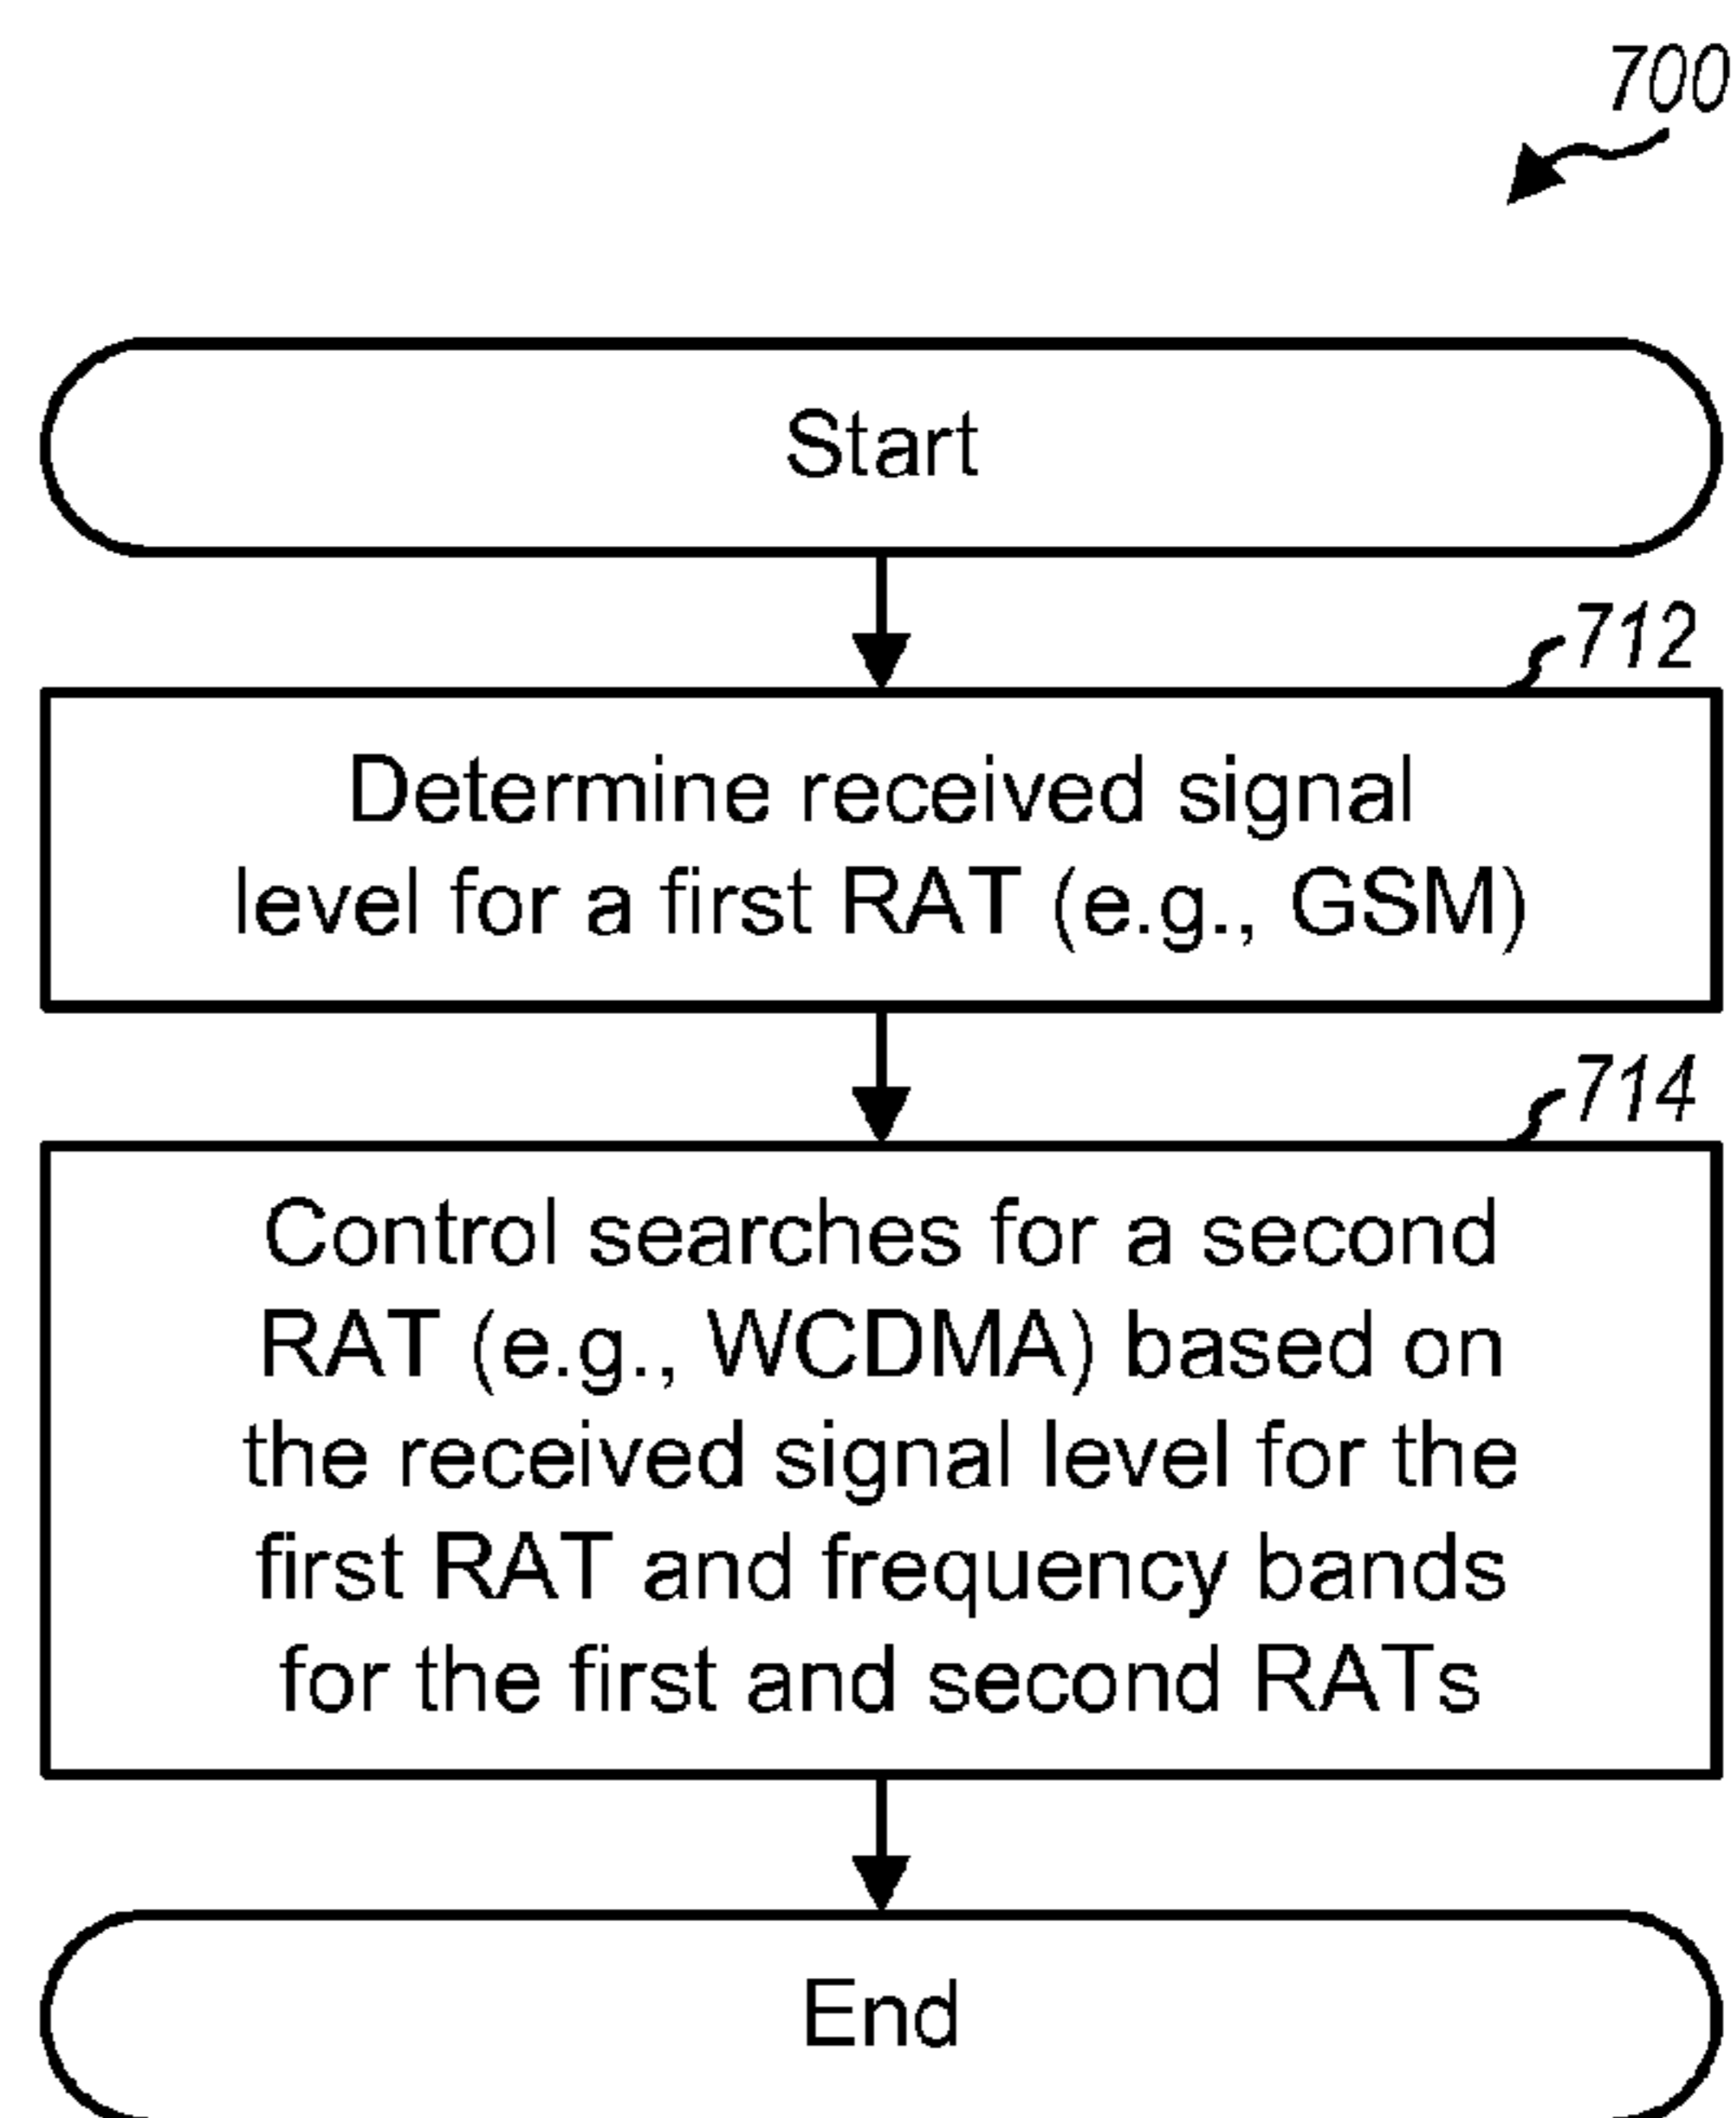 700
Start
712
Determine received signal
level for a first RAT (e.g., GSM)
714
Control searches for a second
RAT (e.g., WCDMA) based on
the received signal level for the
first RAT and frequency bands
for the first and second RATs
End